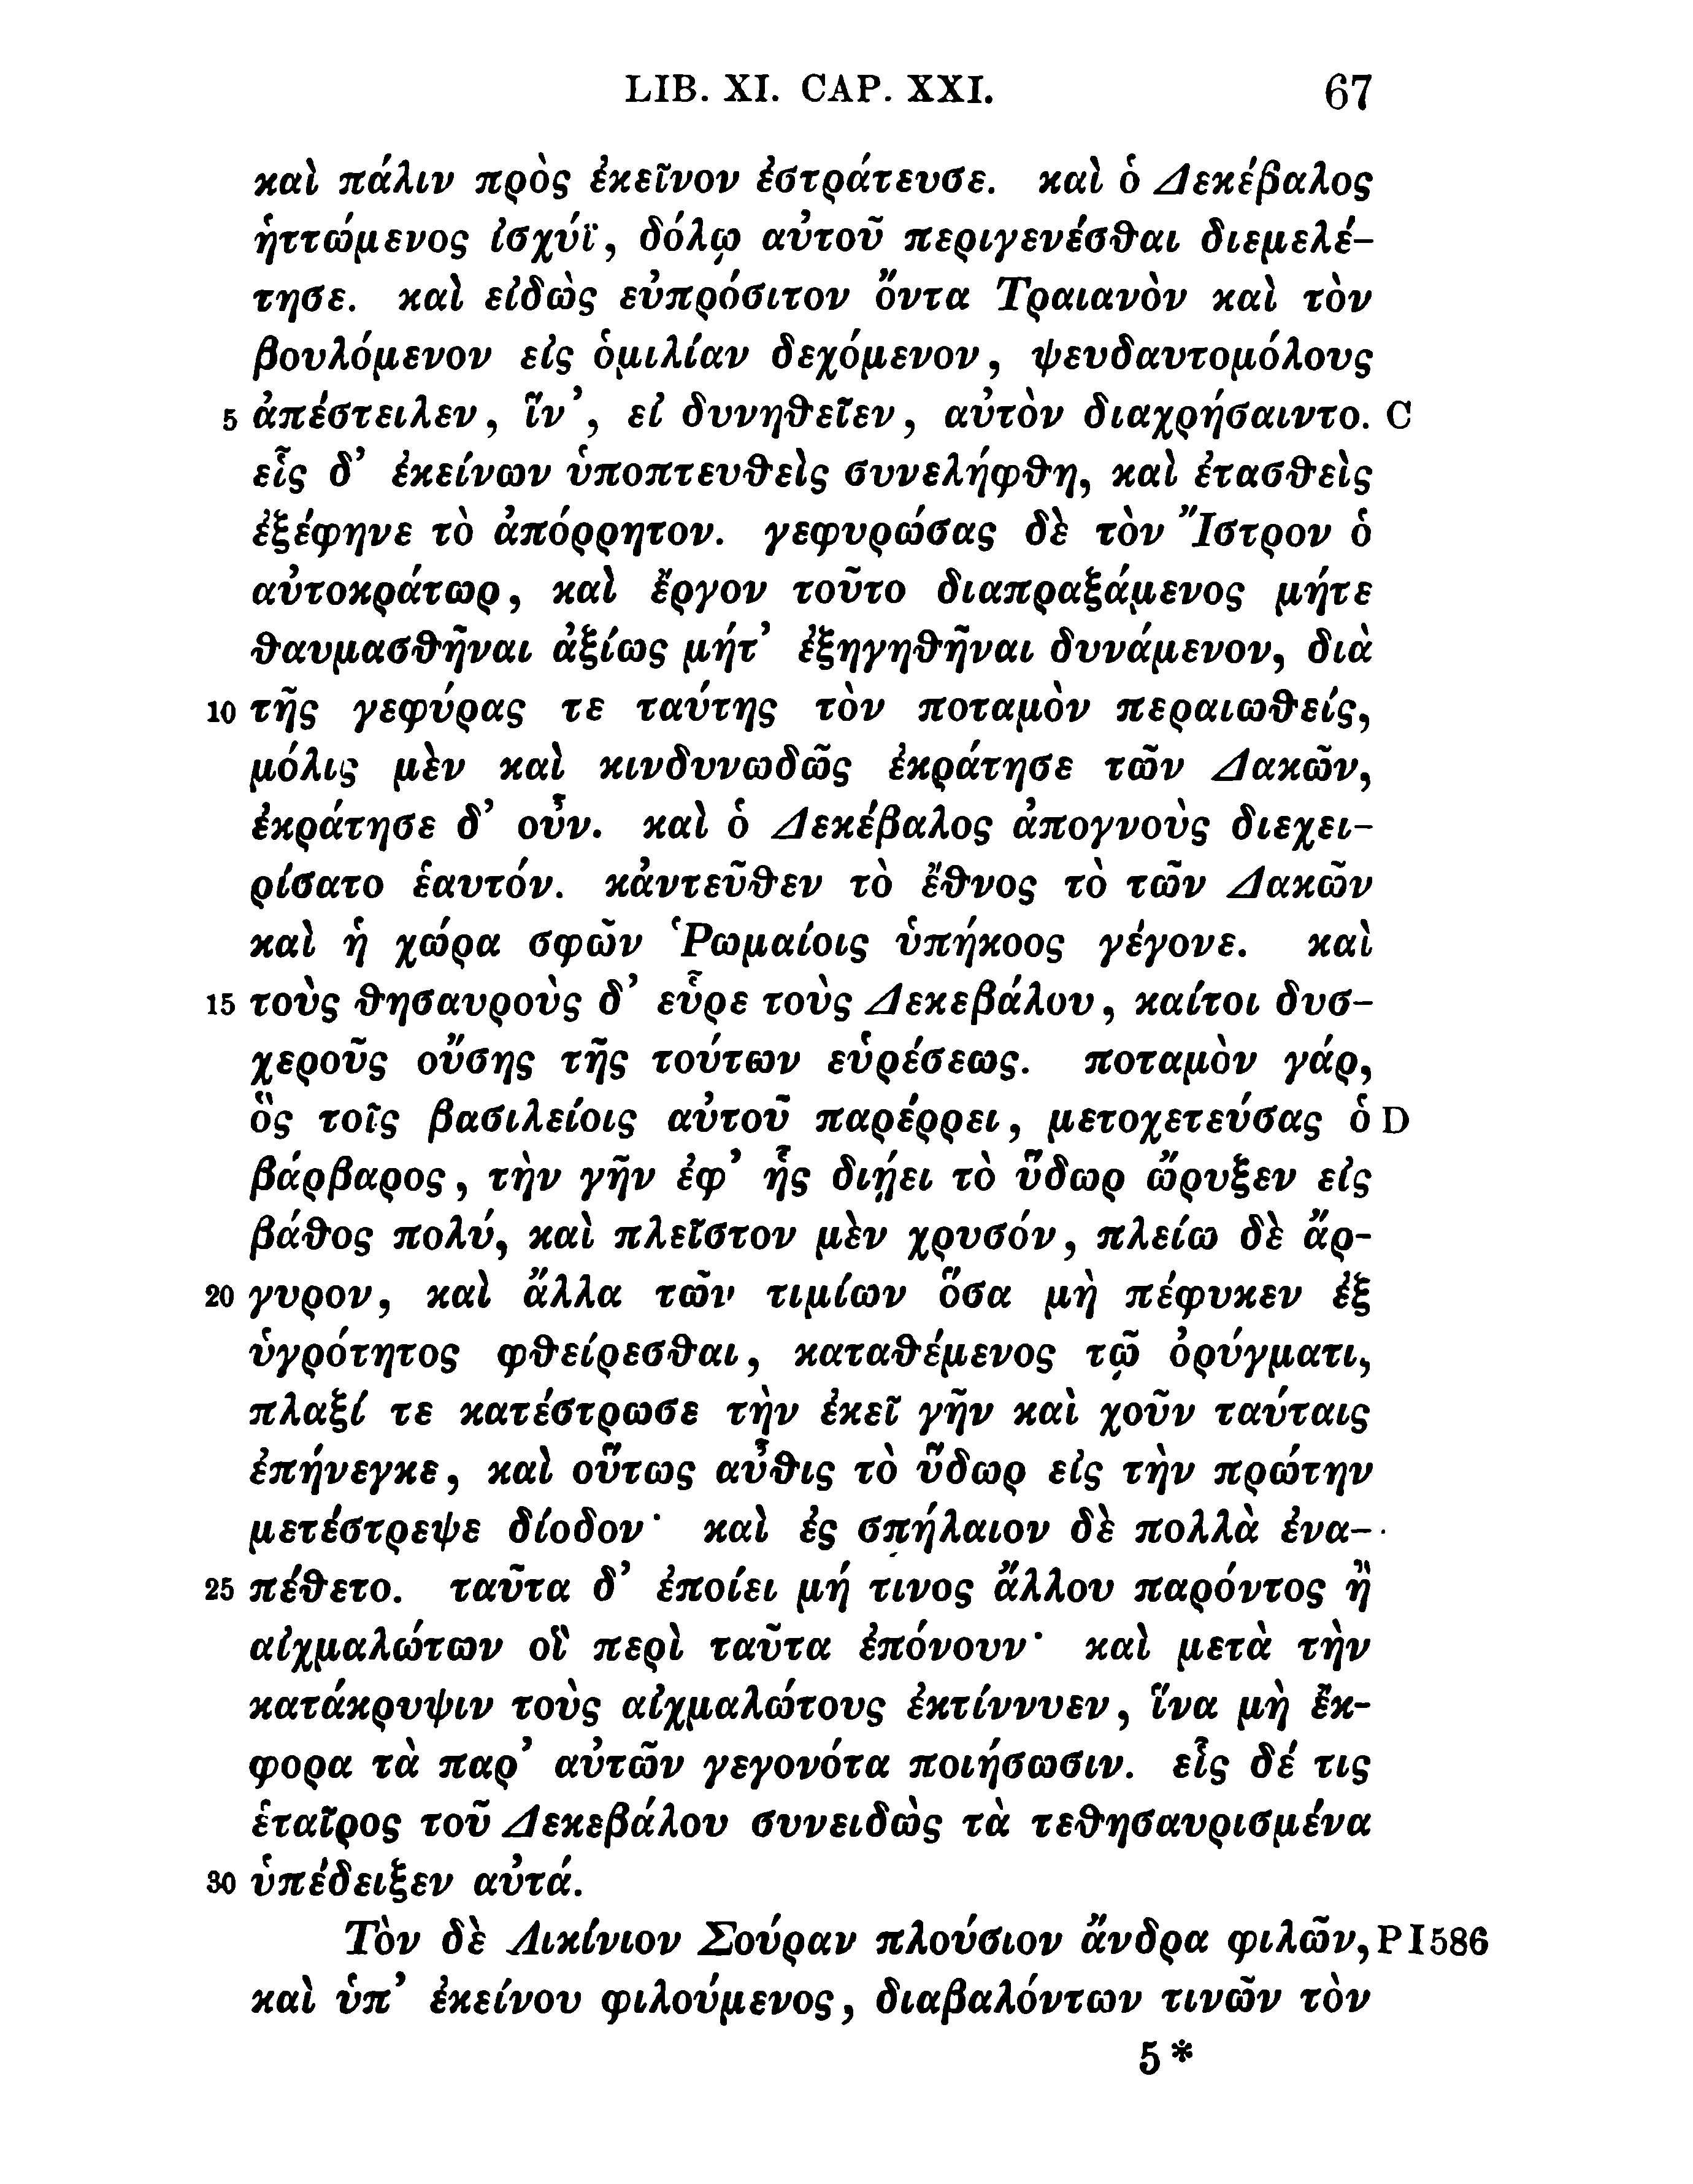 LIB. XI. CAP. XXI. 67
καὶ πάλιν πρὸς ἐκεῖνον ἐστράτευσε. καὶ ὁ Δεκέβαλος
ἡττώμενος ἰσχύϊ, δόλῳ αὐτοῦ περιγενέσθαι διεμελέ-
τησε. καὶ εἰδὼς εὐπρόσιτον ὄντα Τραιανὸν καὶ τὸν
βουλόμενον εἰς ὁμιλίαν δεχόμενον, ψευδαυτομόλους
5 ἀπέστειλεν, ἵν᾽, εἰ δυνηθεῖεν, αὐτὸν διαχρήσαιντο. C
εἷς δ᾽ ἐκείνων ὑποπτευθεὶς συνελήφθη, καὶ ἐτασθεὶς
ἐξέφηνε τὸ ἀπόρρητον. γεφυρώσας δὲ τὸν Ἴστρον ὁ
αὐτοκράτωρ, καὶ ἔργον τοῦτο διαπραξάμενος μήτε
θαυμασθῆναι ἀξίως μήτ᾽ ἐξηγηθῆναι δυνάμενον, διὰ
10 τῆς γεφύρας τε ταύτης τὸν ποταμὸν περαιωθείς,
μόλις μὲν καὶ κινδυνωδῶς ἐκράτησε τῶν Δακῶν,
ἐκράτησε δ᾽ οὖν. καὶ ὁ Δεκέβαλος ἀπογνοὺς διεχει-
ρίσατο ἑαυτόν. κἀντεῦθεν τὸ ἔθνος τὸ τῶν Δακῶν
καὶ ἡ χώρα σφῶν Ῥωμαίοις ὑπήκοος γέγονε. καὶ
15 τοὺς θησαυροὺς δ᾽ εὗρε τοὺς Δεκεβάλου, καίτοι δυσ-
χεροῦς οὔσης τῆς τούτων εὑρέσεως. ποταμὸν γάρ,
ὃς τοῖς βασιλείοις αὐτοῦ παρέρρει, μετοχετεύσας ὁ D
βάρβαρος, τὴν γῆν ἐφ᾽ ἧς διῄει τὸ ὕδωρ ὤρυξεν εἰς
βάθος πολύ, καὶ πλεῖστον μὲν χρυσόν, πλείω δὲ ἄρ-
20 γυρον, καὶ ἄλλα τῶν τιμίων ὅσα μὴ πέφυκεν ἐξ
ὑγρότητος φθείρεσθαι, καταθέμενος τῷ ὀρύγματι,
πλαξί τε κατέστρωσε τὴν ἐκεῖ γῆν καὶ χοῦν ταύταις
ἐπήνεγκε, καὶ οὕτως αὖθις τὸ ὕδωρ εἰς τὴν πρώτην
μετέστρεψε δίοδον· καὶ ἐς σπήλαιον δὲ πολλὰ ἐνα-
25 πέθετο. ταῦτα δ᾽ ἐποίει μή τινος ἄλλου παρόντος ἢ
αἰχμαλώτων οἳ περὶ ταῦτα ἐπόνουν· καὶ μετὰ τὴν
κατάκρυψιν τοὺς αἰχμαλώτους ἐκτίννυεν, ἵνα μὴ ἔκ-
φορα τὰ παρ᾽ αὐτῶν γεγονότα ποιήσωσιν. εἷς δέ τις
ἑταῖρος τοῦ Δεκεβάλου συνειδὼς τὰ τεθησαυρισμένα
30 ὑπέδειξεν αὐτά.
Τὸν δὲ Λικίνιον Σούραν πλούσιον ἄνδρα φιλῶν, P I 586
καὶ ὑπ᾽ ἐκείνου φιλούμενος, διαβαλόντων τινῶν τὸν
5 *